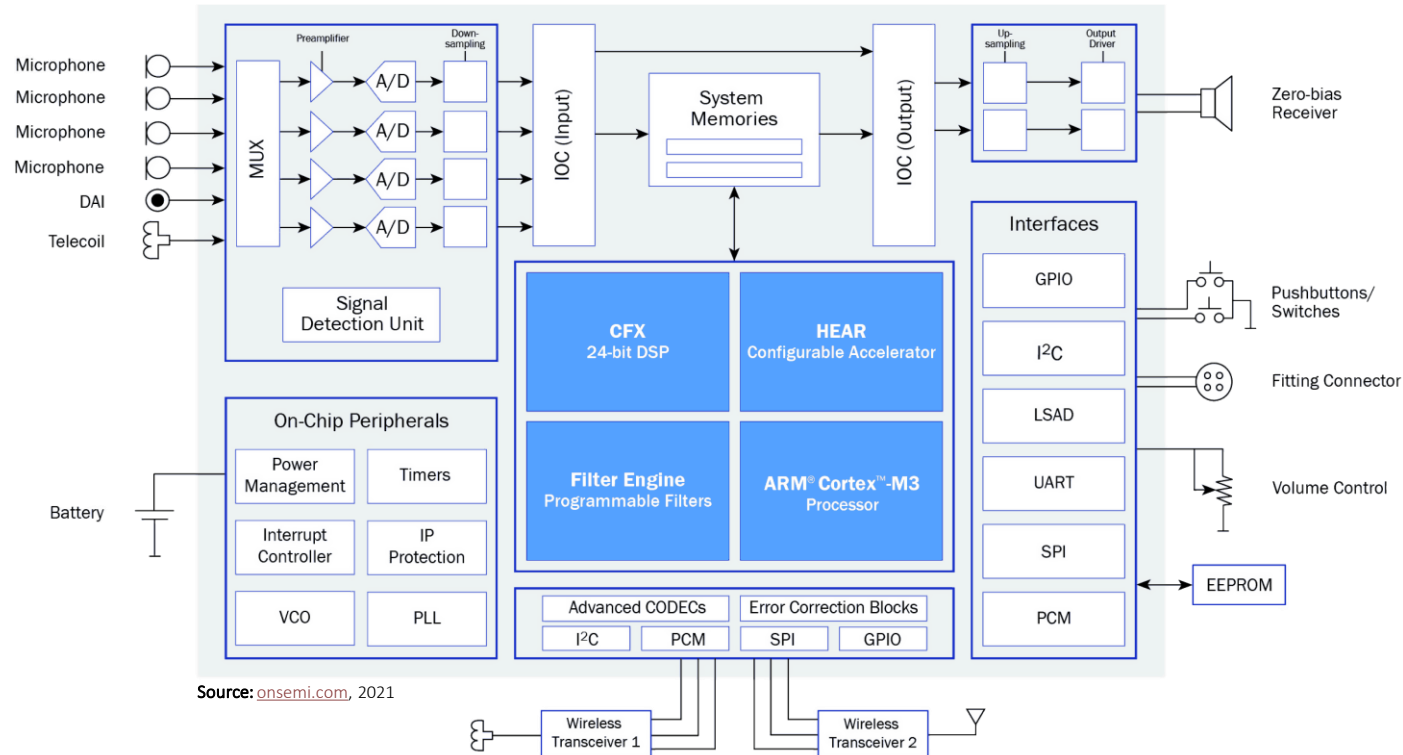 Microphone
Microphone
Microphone
Microphone
DAI
Telecoil
MUX
Preamplifier
Down-
sampling
A/D
A/D
A/D
A/D
Signal
Detection Unit
IOC (Input)
System
Memories
IOC (Output)
Up-
sampling
Output
Driver
Zero-bias
Receiver
CFX
24-bit DSP
HEAR
Configurable Accelerator
Filter Engine
Programmable Filters
ARM® Cortex™-M3
Processor
Interfaces
GPIO
I²C
LSAD
UART
SPI
PCM
Pushbuttons/
Switches
Fitting Connector
Volume Control
EEPROM
On-Chip Peripherals
Power
Management
Timers
Interrupt
Controller
IP
Protection
VCO
PLL
Battery
Advanced CODECs
Error Correction Blocks
I²C
PCM
SPI
GPIO
Source: onsemi.com, 2021
Wireless
Transceiver 1
Wireless
Transceiver 2